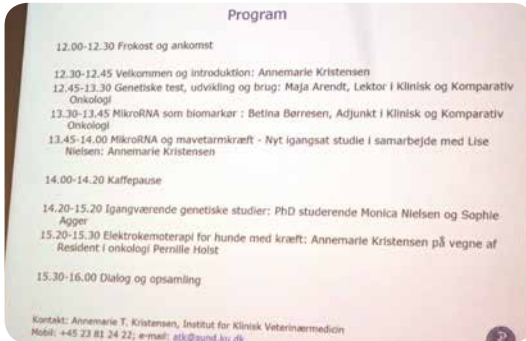 Program
12.00-12.30 Frokost og ankomst
12.30-12.45 Velkommen og introduktion: Annemarie Kristensen
12.45-13.30 Genetiske test, udvikling og brug: Maja Arendt, Lektor i Klinisk og Komparativ
Onkologi
13.30-13.45 MikroRNA som biomarkør : Betina Børresen, Adjunkt i Klinisk og Komparativ
Onkologi
13.45-14.00 MikroRNA og mavetarmkræft - Nyt igangsat studie i samarbejde med Lise
Nielsen: Annemarie Kristensen
14.00-14.20 Kaffepause
14.20-15.20 Igangværende genetiske studier: PhD studerende Monica Nielsen og Sophie
Agger
15.20-15.30 Elektrokemoterapi for hunde med kræft: Annemarie Kristensen på vegne af
Resident i onkologi Pernille Holst
15.30-16.00 Dialog og opsamling
Kontakt: Annemarie T. Kristensen, Institut for Klinisk Veterinærmedicin
Mobil: +45 23 81 24 22; e-mail: atk@sund.ku.dk